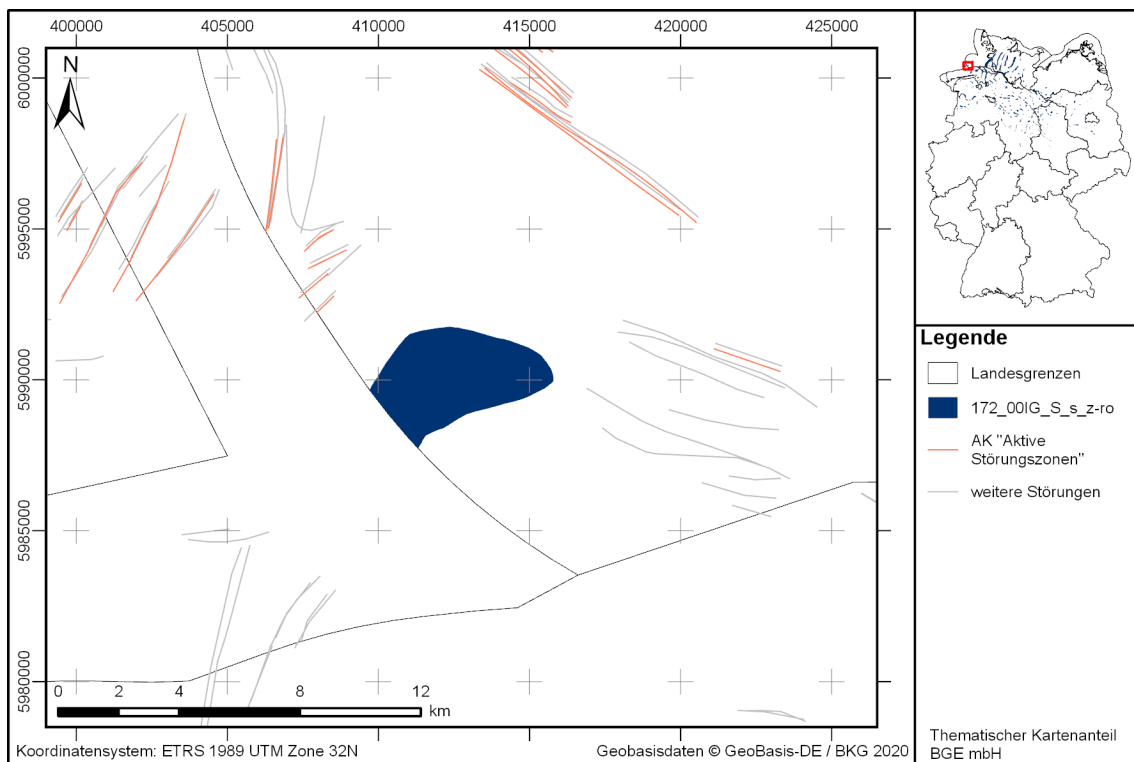 400000 405000 410000 415000 420000 425000
6000000
5995000
5990000
5985000
5980000
N
0 2 4 8 12
km
Koordinatensystem: ETRS 1989 UTM Zone 32N
Geobasisdaten © GeoBasis-DE / BKG 2020
Legende
Landesgrenzen
172_00IG_S_s_z-ro
AK "Aktive
Störungszonen"
weitere Störungen
Thematischer Kartenanteil
BGE mbH